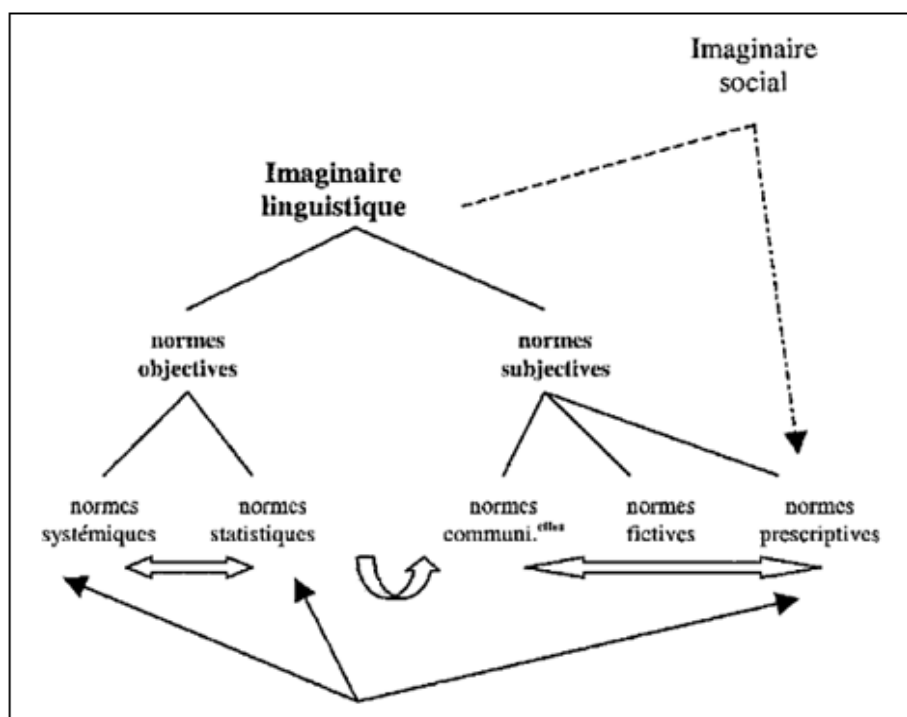 Imaginaire
social
Imaginaire
linguistique
normes
objectives
normes
subjectives
normes
systémiques
normes
statistiques
normes
communi.elles
normes
fictives
normes
prescriptives